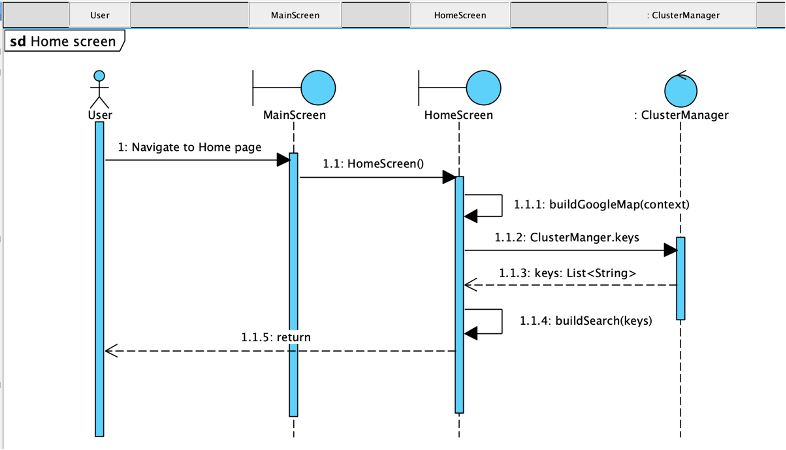 User MainScreen HomeScreen : ClusterManager
sd Home screen
User MainScreen HomeScreen : ClusterManager
1: Navigate to Home page
1.1: HomeScreen()
1.1.1: buildGoogleMap(context)
1.1.2: ClusterManger.keys
1.1.3: keys: List<String>
1.1.4: buildSearch(keys)
1.1.5: return